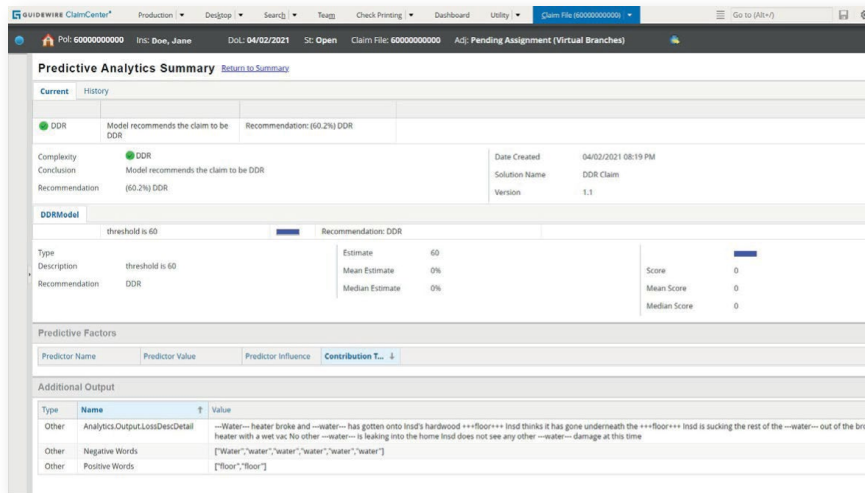 GUIDEWIRE ClaimCenter® Production Desktop Search Team Check Printing Dashboard Utility Claim File (60000000000) Go to (Alt+/)
Pol: 60000000000 Ins: Doe, Jane DoL: 04/02/2021 St: Open Claim File: 60000000000 Adj: Pending Assignment (Virtual Branches)
Predictive Analytics Summary Return to Summary
Current History
DDR Model recommends the claim to be DDR Recommendation: (60.2%) DDR
Complexity DDR
Conclusion Model recommends the claim to be DDR
Recommendation (60.2%) DDR
Date Created 04/02/2021 08:19 PM
Solution Name DDR Claim
Version 1.1
DDRModel
threshold is 60 Recommendation: DDR
Type
Description threshold is 60
Recommendation DDR
Estimate 60
Mean Estimate 0%
Median Estimate 0%
Score 0
Mean Score 0
Median Score 0
Predictive Factors
Predictor Name Predictor Value Predictor Influence Contribution T... ↓
Additional Output
Type Name ↑ Value
Other Analytics.Output.LossDescDetail ---Water--- heater broke and ---water--- has gotten onto Insd's hardwood +++floor+++ Insd thinks it has gone underneath the +++floor+++ Insd is sucking the rest of the ---water--- out of the bro
heater with a wet vac No other ---water--- is leaking into the home Insd does not see any other ---water--- damage at this time
Other Negative Words ["Water","water","water","water","water","water"]
Other Positive Words ["floor","floor"]